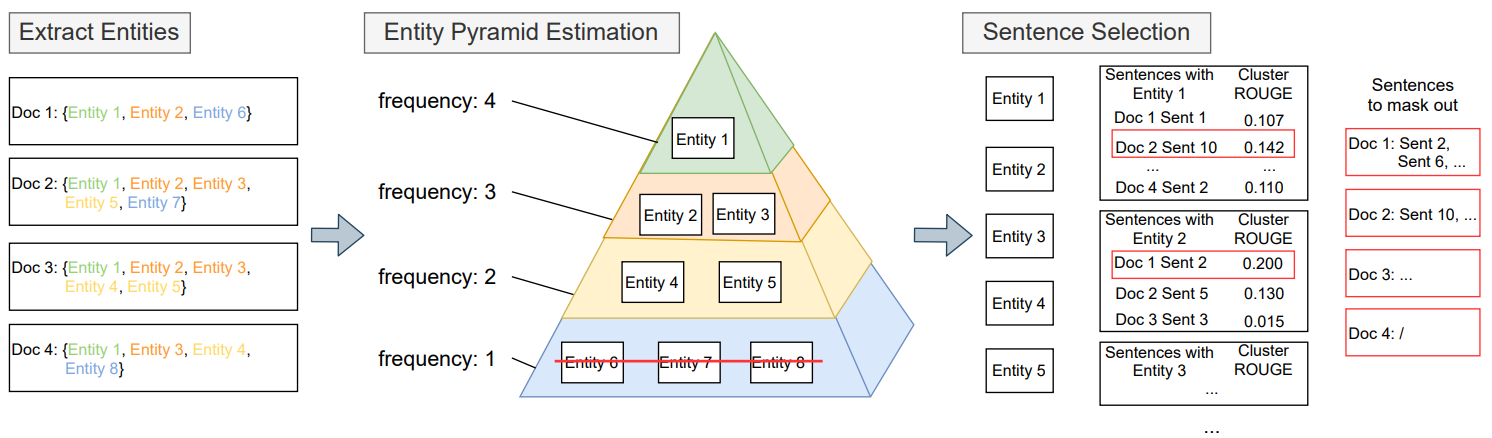 Extract Entities
Doc 1: {Entity 1, Entity 2, Entity 6}
Doc 2: {Entity 1, Entity 2, Entity 3,
Entity 5, Entity 7}
Doc 3: {Entity 1, Entity 2, Entity 3,
Entity 4, Entity 5}
Doc 4: {Entity 1, Entity 3, Entity 4,
Entity 8}
Entity Pyramid Estimation
frequency: 4
Entity 1
frequency: 3
Entity 2
Entity 3
frequency: 2
Entity 4
Entity 5
frequency: 1
Entity 6
Entity 7
Entity 8
Sentence Selection
Entity 1
Entity 2
Entity 3
Entity 4
Entity 5
Sentences with Cluster
Entity 1 ROUGE
Doc 1 Sent 1 0.107
Doc 2 Sent 10 0.142
... ...
Doc 4 Sent 2 0.110
Sentences with Cluster
Entity 2 ROUGE
Doc 1 Sent 2 0.200
Doc 2 Sent 5 0.130
Doc 3 Sent 3 0.015
Sentences with Cluster
Entity 3 ROUGE
...
...
Sentences
to mask out
Doc 1: Sent 2,
Sent 6, ...
Doc 2: Sent 10, ...
Doc 3: ...
Doc 4: /